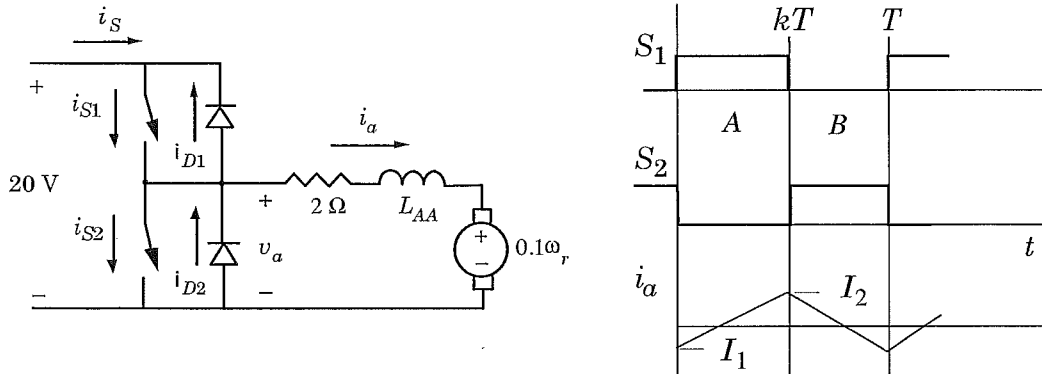 i_S
+
i_S1
i_D1
i_a
20 V
+
2 Ω
L_AA
i_S2
v_a
+
−
0.1ω_r
i_D2
−
−
kT
T
S_1
A
B
S_2
t
i_a
I_2
I_1